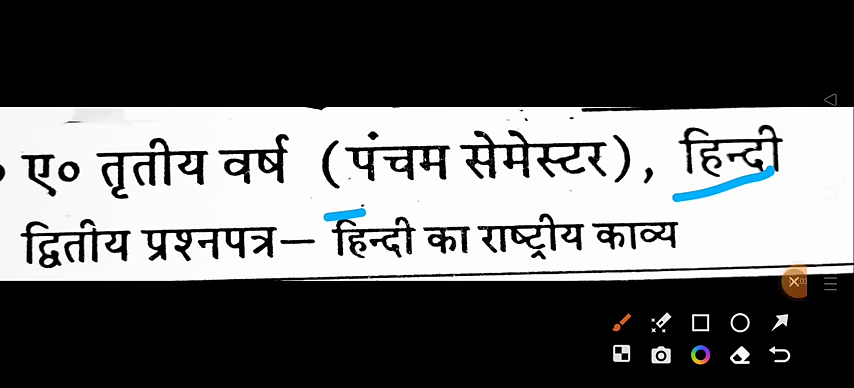 ए० तृतीय वर्ष (पंचम सेमेस्टर), हिन्दी
द्वितीय प्रश्नपत्र— हिन्दी का राष्ट्रीय काव्य